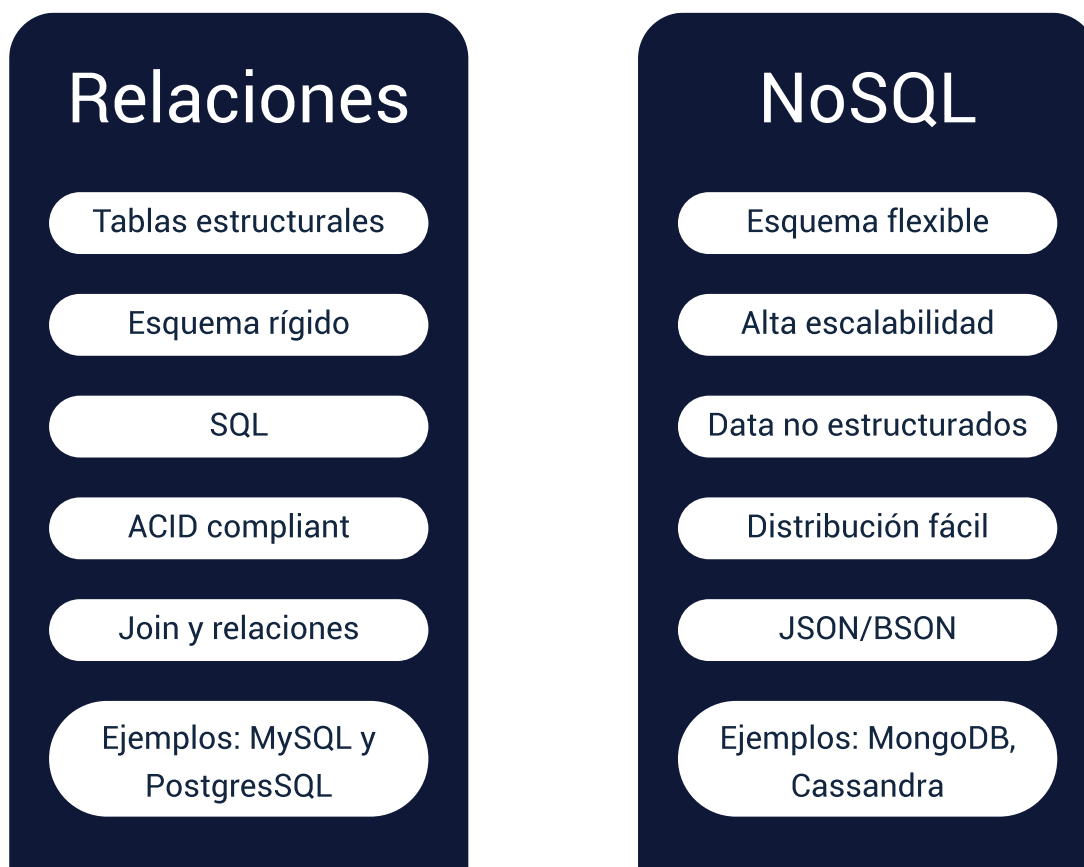 Relaciones
Tablas estructurales
Esquema rígido
SQL
ACID compliant
Join y relaciones
Ejemplos: MySQL y
PostgresSQL
NoSQL
Esquema flexible
Alta escalabilidad
Data no estructurados
Distribución fácil
JSON/BSON
Ejemplos: MongoDB,
Cassandra